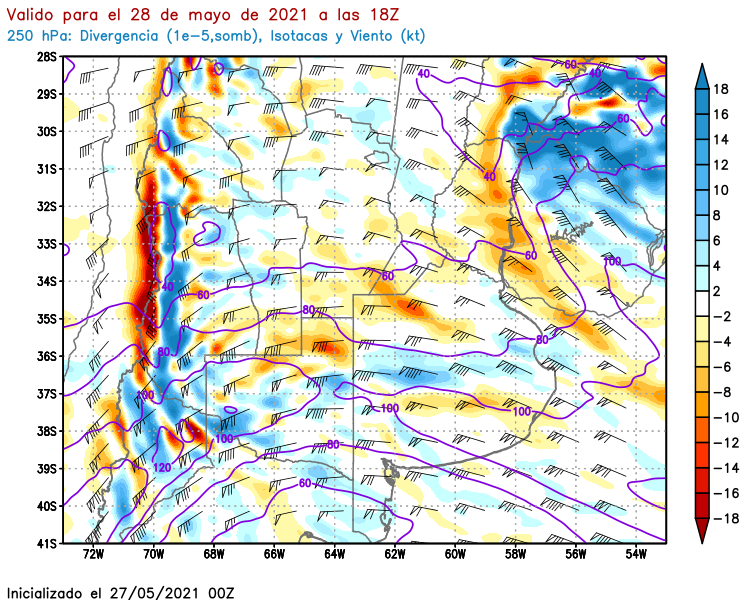 Valido para el 28 de mayo de 2021 a las 18Z
250 hPa: Divergencia (1e−5,somb), Isotacas y Viento (kt)
28S
29S
30S
31S
32S
33S
34S
35S
36S
37S
38S
39S
40S
41S
72W
70W
68W
66W
64W
62W
60W
58W
56W
54W
40
60
40
60
40
60
60
100
40
60
80
80
80
100
100
100
100
80
120
60
18
16
14
12
10
8
6
4
2
−2
−4
−6
−8
−10
−12
−14
−16
−18
Inicializado el 27/05/2021 00Z